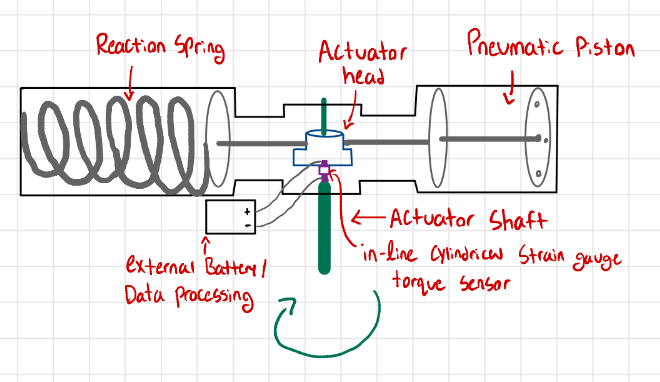 Reaction Spring
Actuator
head
Pneumatic Piston
+
-
← Actuator Shaft
in-line Cylindrical Strain gauge
torque sensor
external Battery/
Data processing